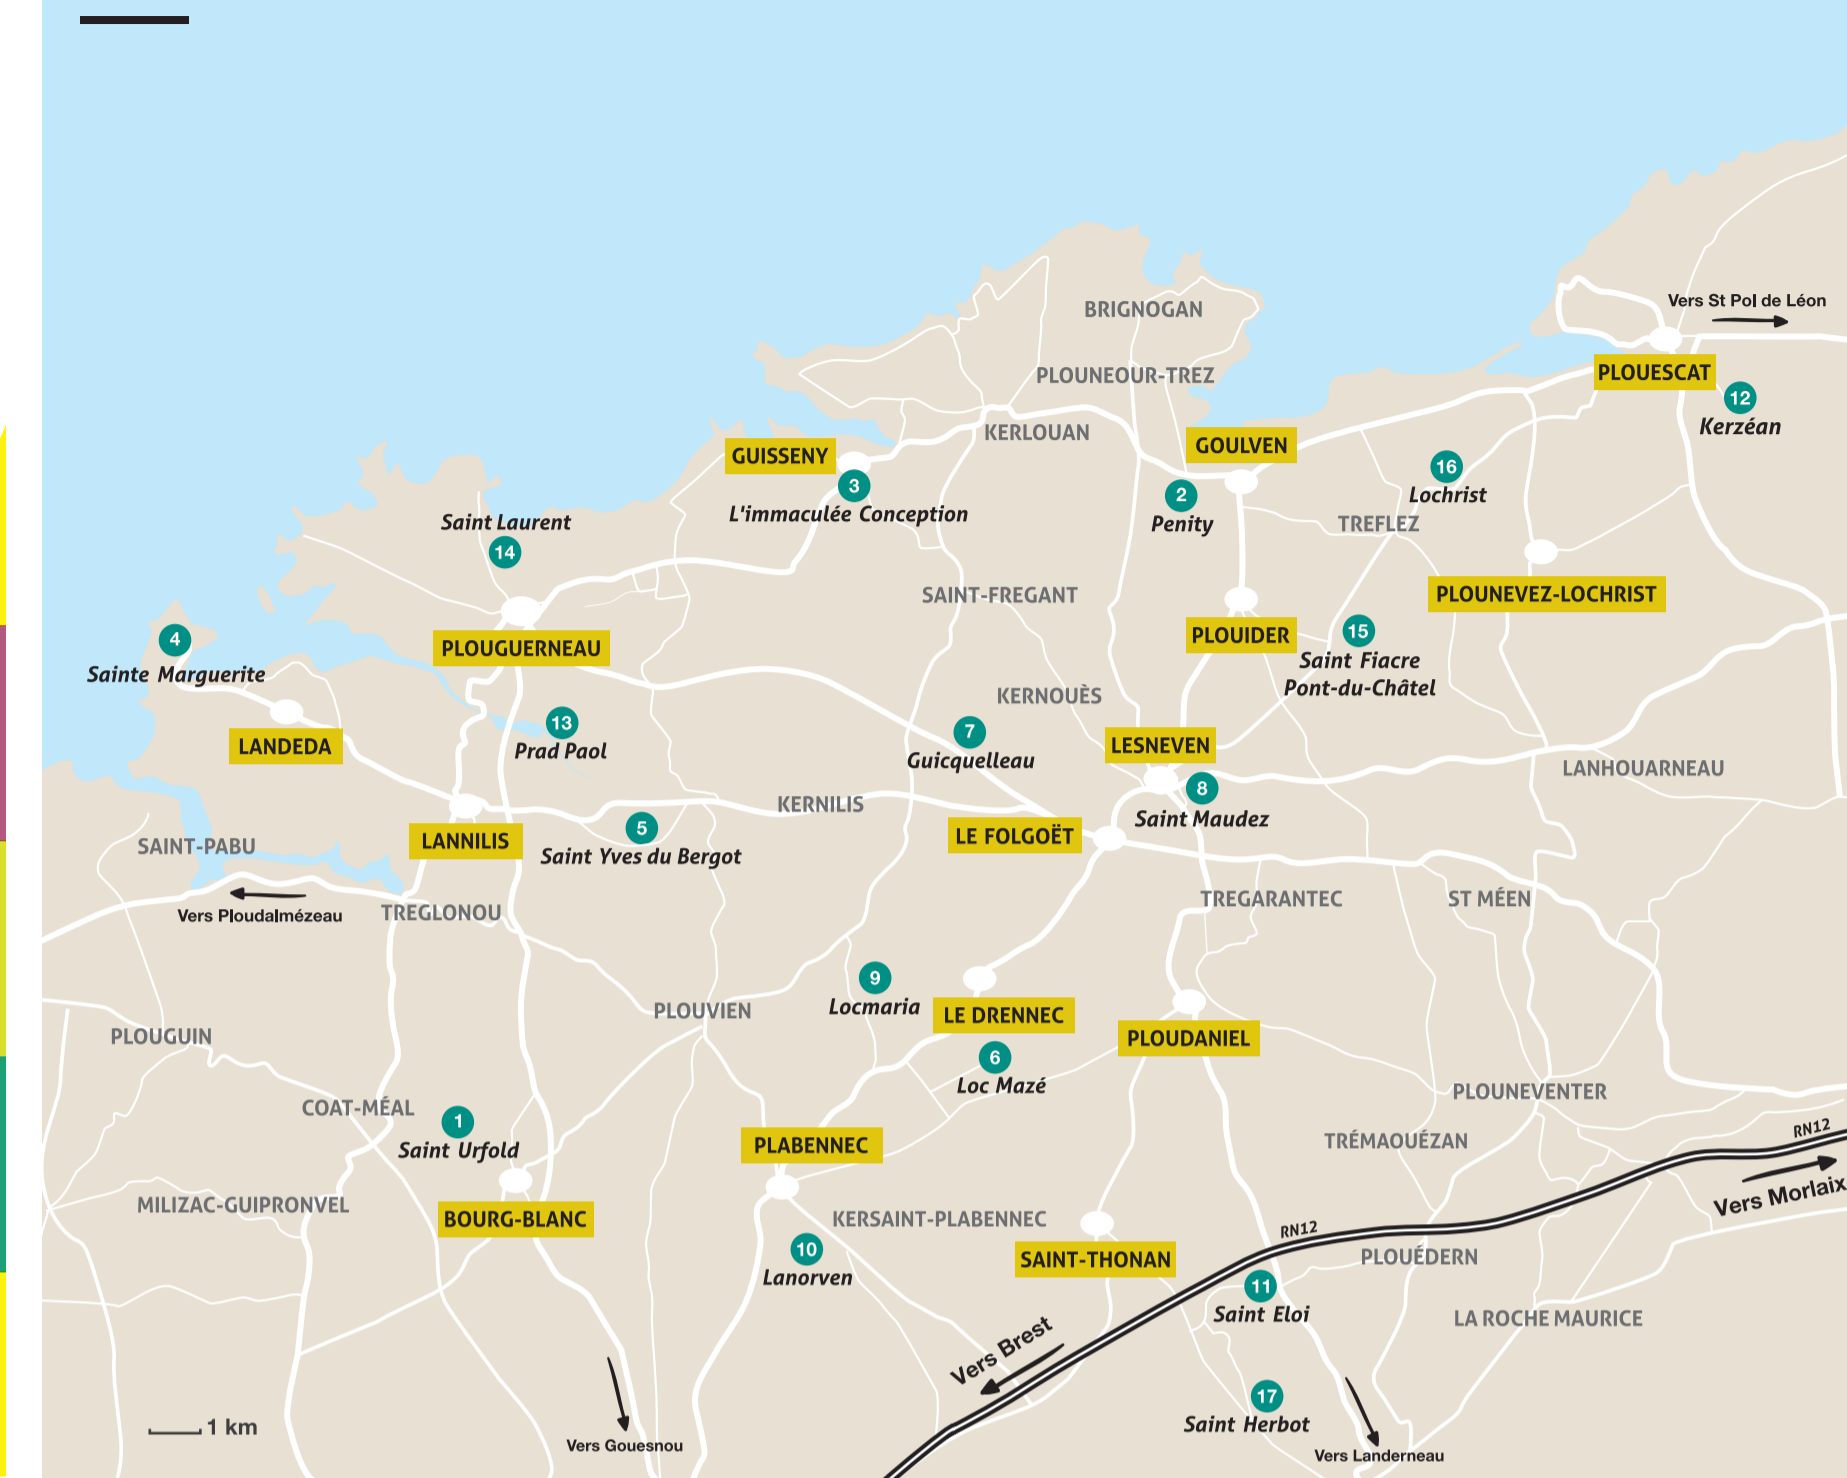 BRIGNOGAN
Vers St Pol de Léon
PLOUESCAT
PLOUNEOUR-TREZ
12
Kerzéan
KERLOUAN
GOULVEN
GUISSENY
16
Lochrist
3
L'immaculée Conception
2
Penity
TREFLEZ
Saint Laurent
14
SAINT-FREGANT
PLOUNEVEZ-LOCHRIST
4
Sainte Marguerite
PLOUGUERNEAU
PLOUIDER
15
Saint Fiacre
Pont-du-Châtel
KERNOUÈS
13
Prad Paol
7
Guicquelleau
LANDEDA
LESNEVEN
LANHOUARNEAU
8
Saint Maudez
KERNILIS
5
Saint Yves du Bergot
LE FOLGOËT
LANNILIS
SAINT-PABU
Vers Ploudalmézeau
TREGLONOU
TREGARANTEC
ST MÉEN
9
Locmaria
LE DRENNEC
PLOUVIEN
PLOUGUIN
PLOUDANIEL
6
Loc Mazé
PLOUNEVENTER
COAT-MÉAL
1
Saint Urfold
PLABENNEC
TRÉMAOUÉZAN
RN12
Vers Morlaix
MILIZAC-GUIPRONVEL
BOURG-BLANC
KERSAINT-PLABENNEC
RN12
10
Lanorven
SAINT-THONAN
PLOUÉDERN
11
Saint Eloi
LA ROCHE MAURICE
Vers Brest
17
Saint Herbot
1 km
Vers Gouesnou
Vers Landerneau